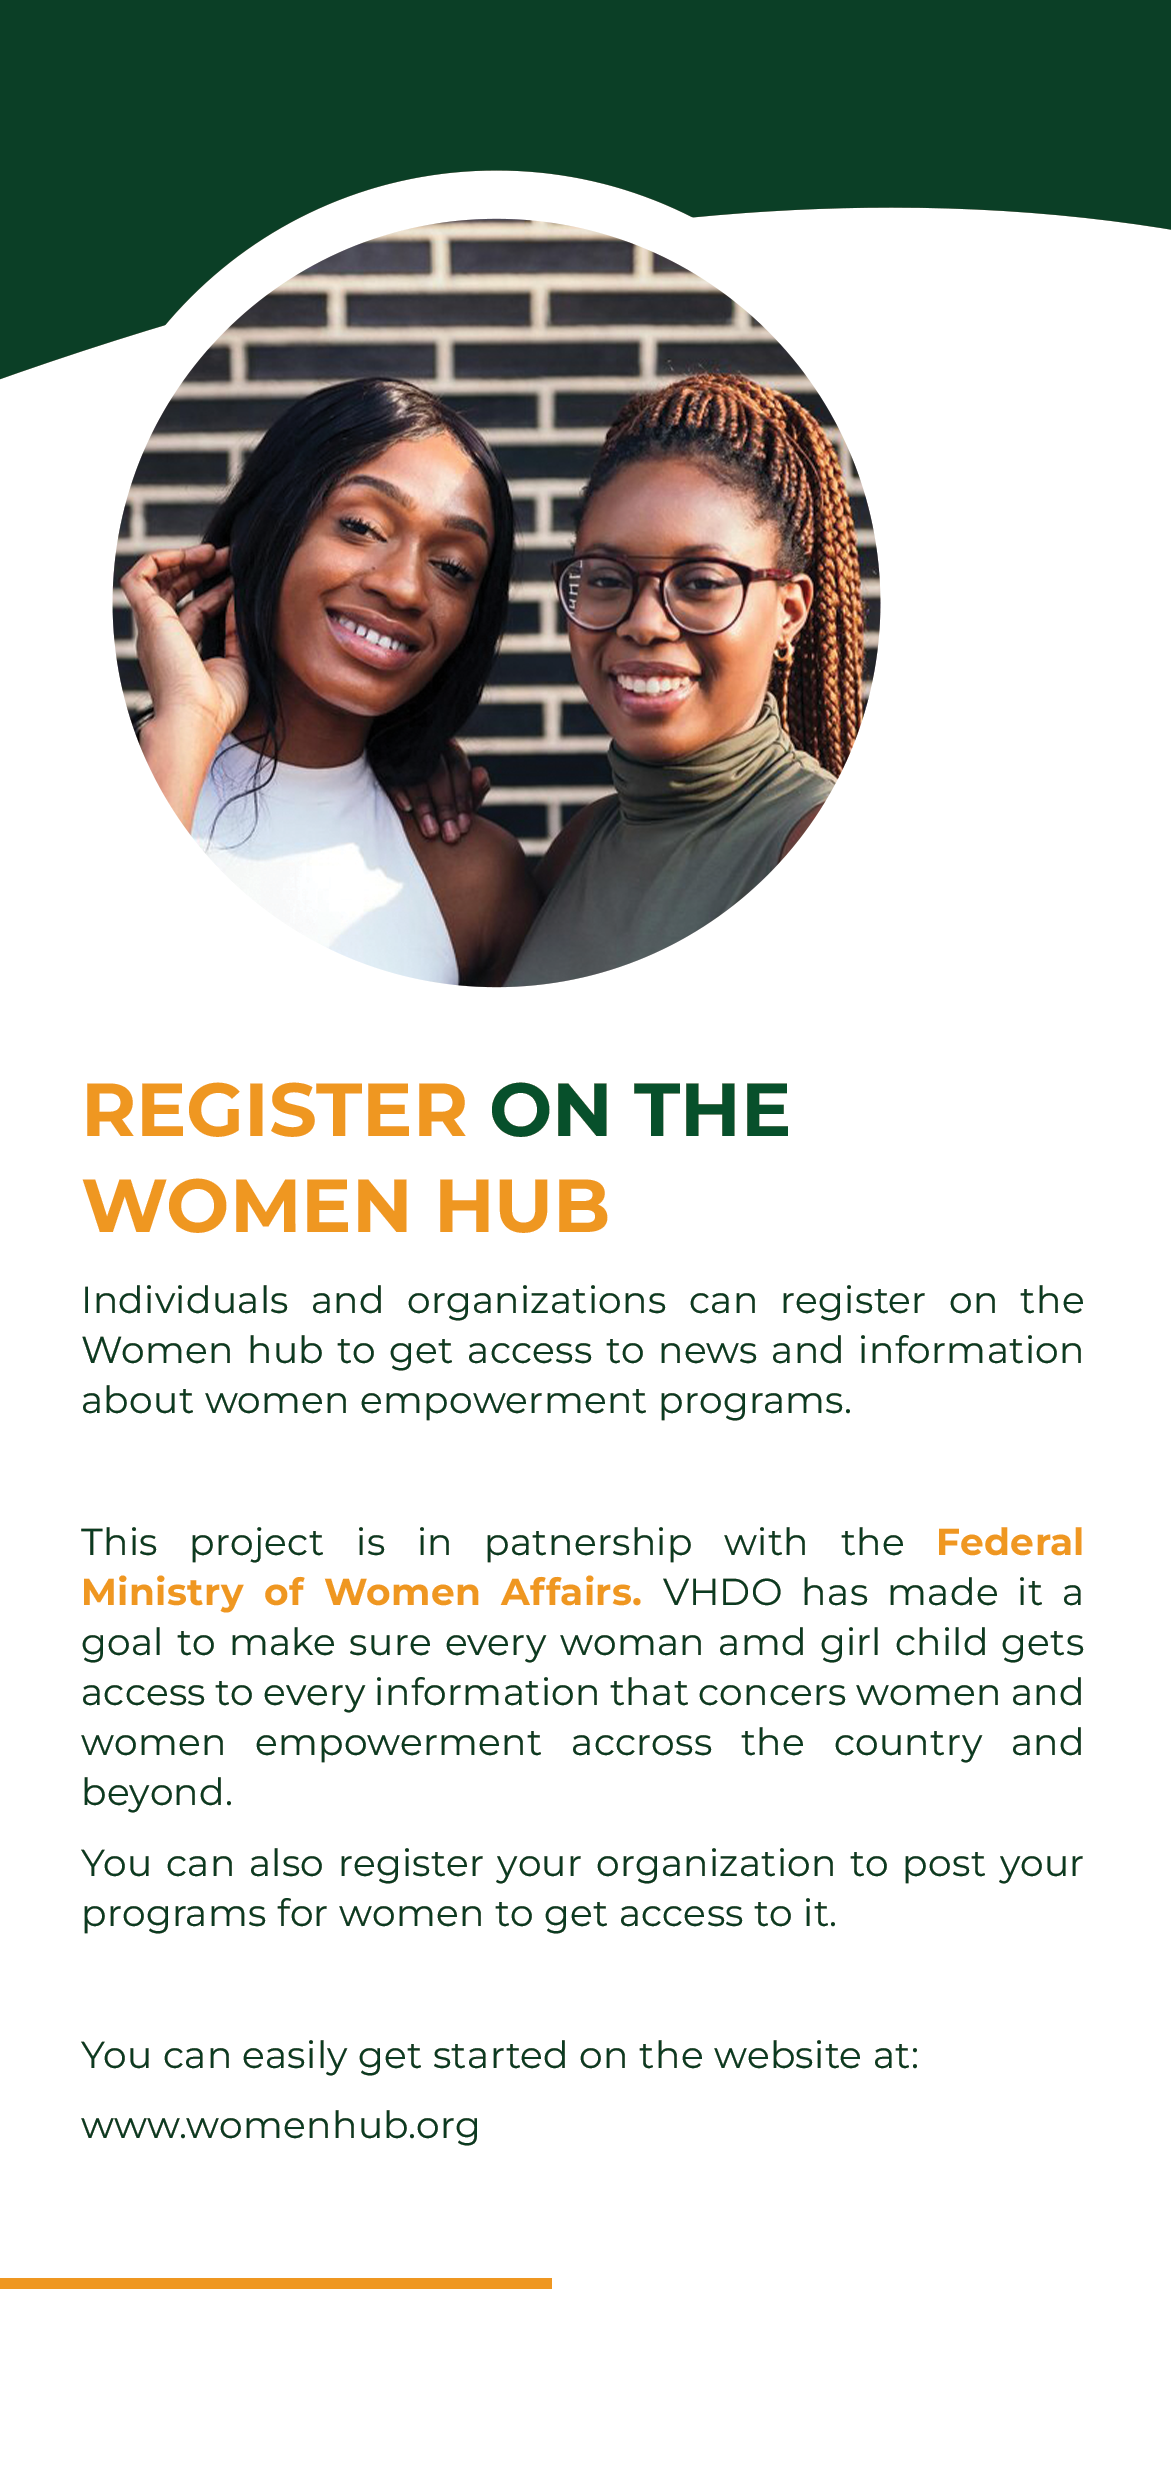 REGISTER ON THE
WOMEN HUB
Individuals and organizations can register on the
Women hub to get access to news and information
about women empowerment programs.
This project is in patnership with the Federal
Ministry of Women Affairs. VHDO has made it a
goal to make sure every woman amd girl child gets
access to every information that concers women and
women empowerment accross the country and
beyond.
You can also register your organization to post your
programs for women to get access to it.
You can easily get started on the website at:
www.womenhub.org